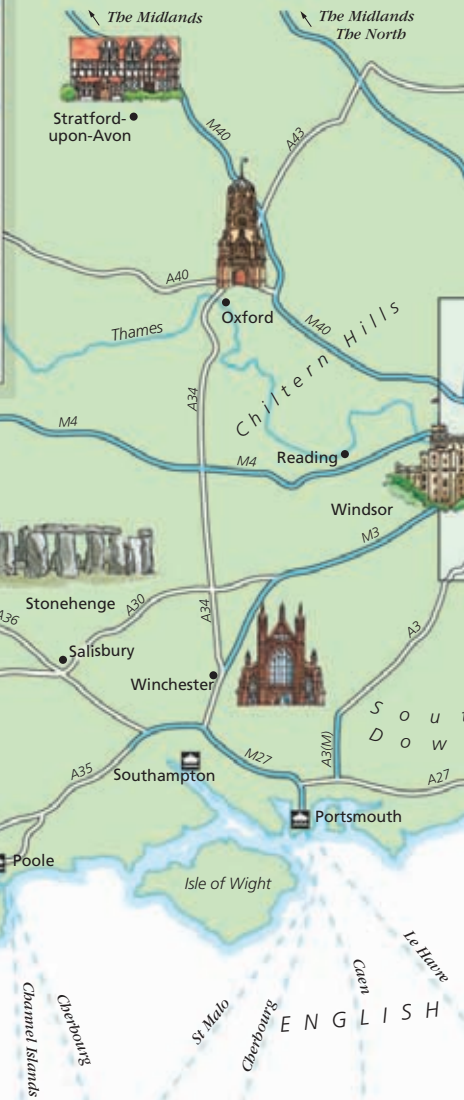 The Midlands
The Midlands
The North
Stratford-
upon-Avon
M40
A43
A40
Oxford
Thames
M40
Chiltern Hills
A34
M4
M4
Reading
Windsor
M3
Stonehenge
A30
A34
A36
Salisbury
A3
Winchester
Sout
Dow
A3(M)
M27
A35
Southampton
A27
Portsmouth
Poole
Isle of Wight
Le Havre
Caen
St Malo
Cherbourg
Cherbourg
Channel Islands
ENGLISH